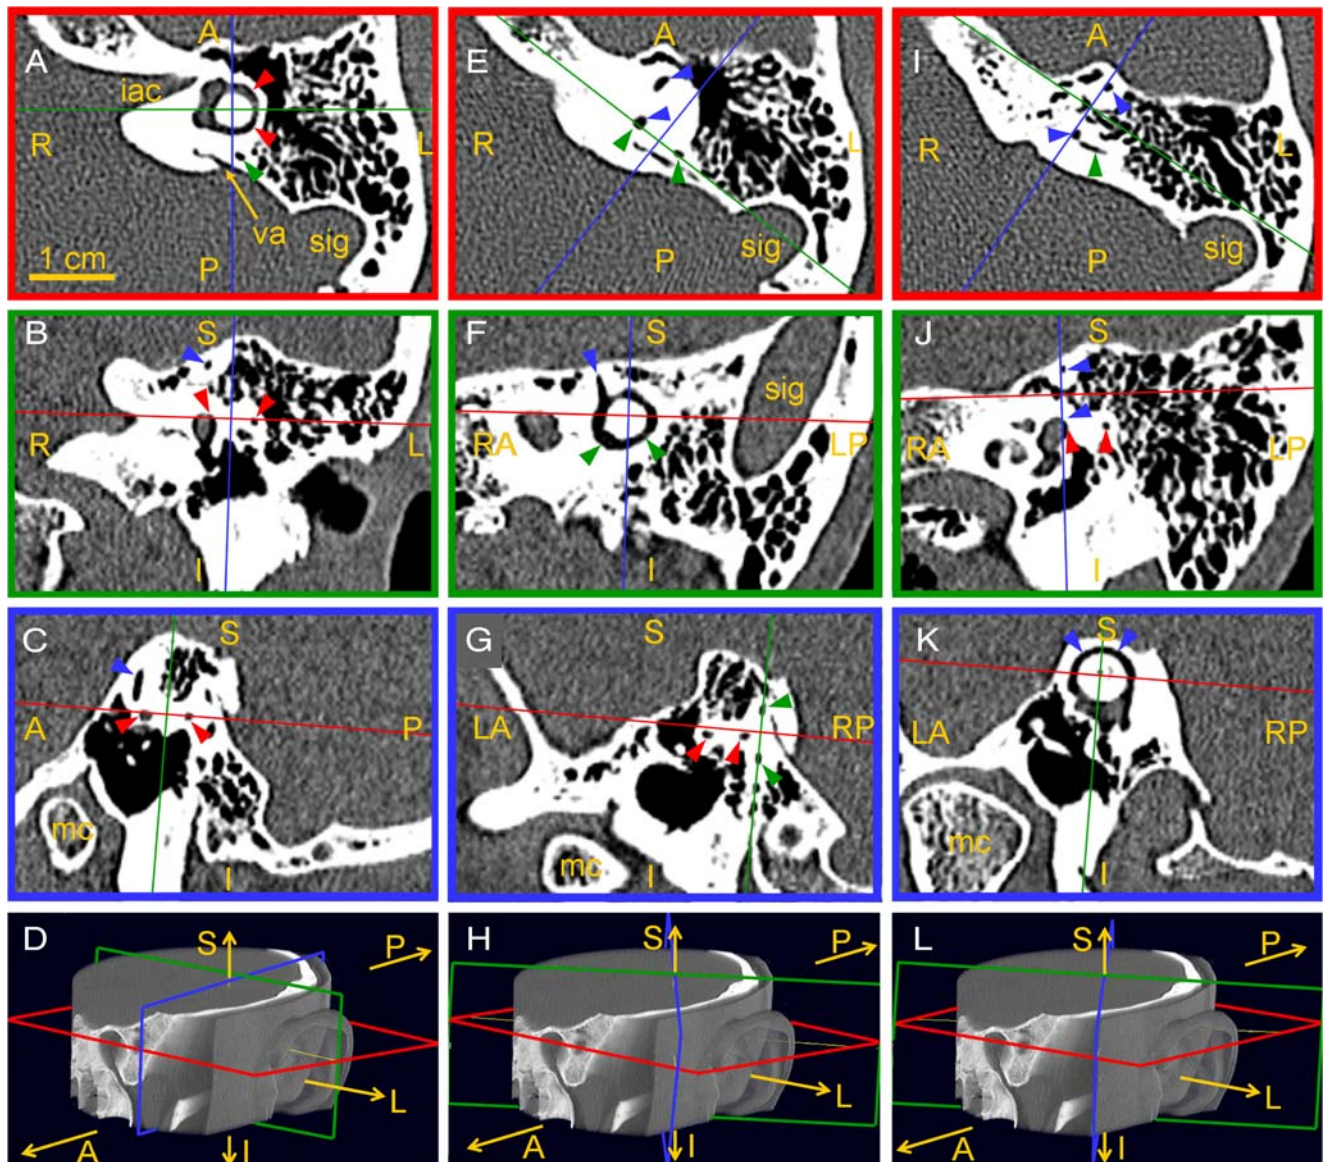 A A E A I A
iac
R L R L R L
va sig sig sig
1 cm P P P
B S F S J S
sig
R L RA LP RA LP
I I I
C S G S K S
A P LA RP LA RP
mc mc mc
I I I
D S P H S P L S P
L L L
A I A I A I